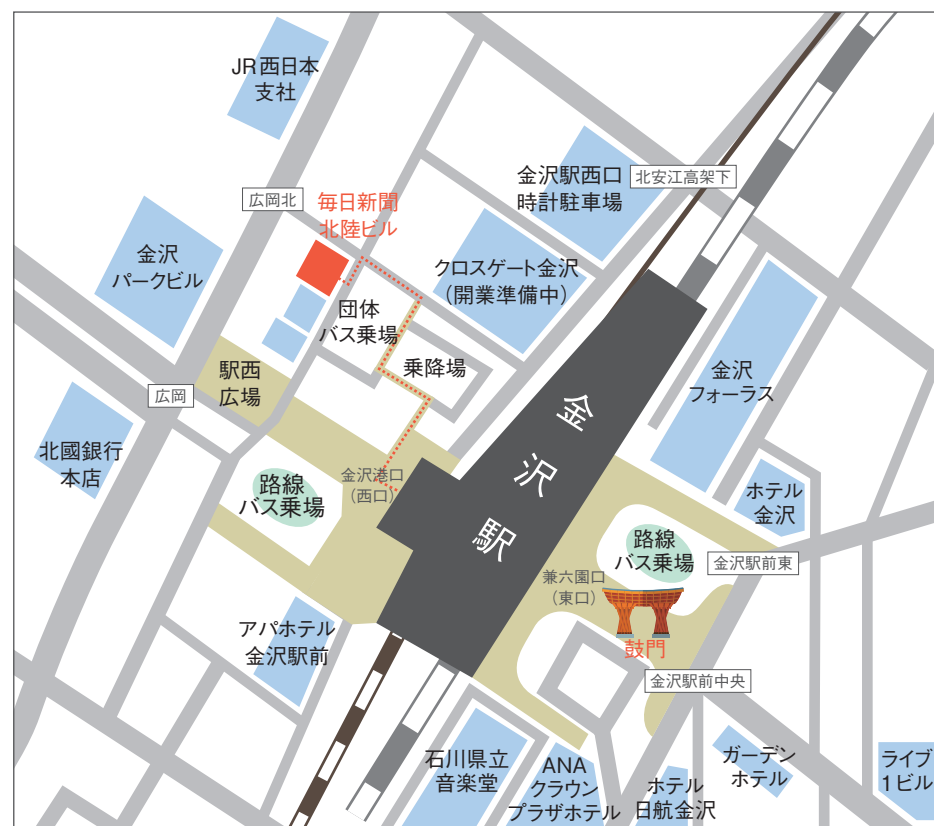 JR西日本
支社
金沢駅西口
時計駐車場
北安江高架下
広岡北
毎日新聞
北陸ビル
金沢
パークビル
クロスゲート金沢
（開業準備中）
団体
バス乗場
乗降場
駅西
広場
広岡
金沢
フォーラス
金沢駅
北國銀行
本店
金沢港口
（西口）
路線
バス乗場
ホテル
金沢
路線
バス乗場
金沢駅前東
兼六園口
（東口）
鼓門
アパホテル
金沢駅前
金沢駅前中央
石川県立
音楽堂
ANA
クラウン
プラザホテル
ホテル
日航金沢
ガーデン
ホテル
ライブ
1ビル